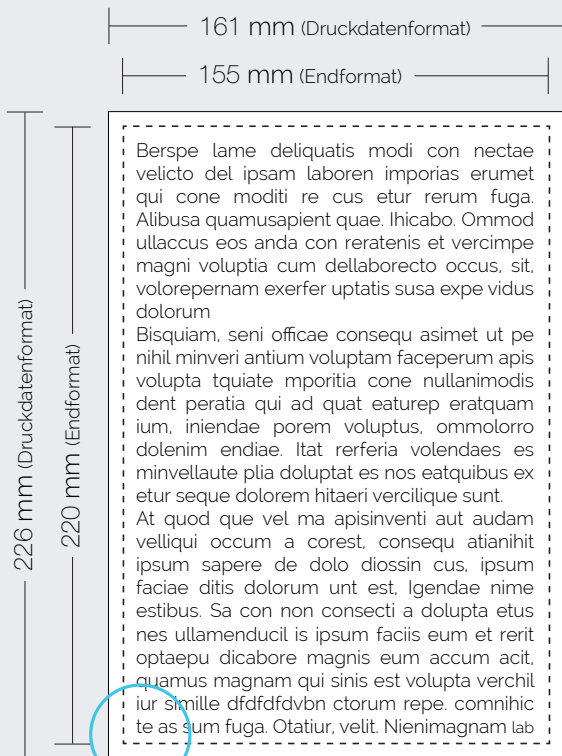 161 mm (Druckdatenformat)
155 mm (Endformat)
226 mm (Druckdatenformat)
220 mm (Endformat)
Berspe lame deliquatis modi con nectae
velicto del ipsam laboren imporias erumet
qui cone moditi re cus etur rerum fuga.
Alibusa quamusapient quae. Ihicabo. Ommod
ullaccus eos anda con reratenis et vercimpe
magni voluptia cum dellaborecto occus, sit,
volorepernam exerfer uptatis susa expe vidus
dolorum
Bisquiam, seni officae consequ asimet ut pe
nihil minveri antium voluptam faceperum apis
volupta tquiate mporitia cone nullanimodis
dent peratia qui ad quat eaturep eratquam
ium, iniendae porem voluptus, ommolorro
dolenim endiae. Itat rerferia volendaes es
minvellaute plia doluptat es nos eatquibus ex
etur seque dolorem hitaeri vercilique sunt.
At quod que vel ma apisinventi aut audam
velliqui occum a corest, consequ atianihit
ipsum sapere de dolo diossin cus, ipsum
faciae ditis dolorum unt est, Igendae nime
estibus. Sa con non consecti a dolupta etus
nes ullamenducil is ipsum faciis eum et rerit
optaepu dicabore magnis eum accum acit,
quamus magnam qui sinis est volupta verchil
iur simille dfdfdfdvbn ctorum repe. comnihic
te as sum fuga. Otatiur, velit. Nienimagnam lab